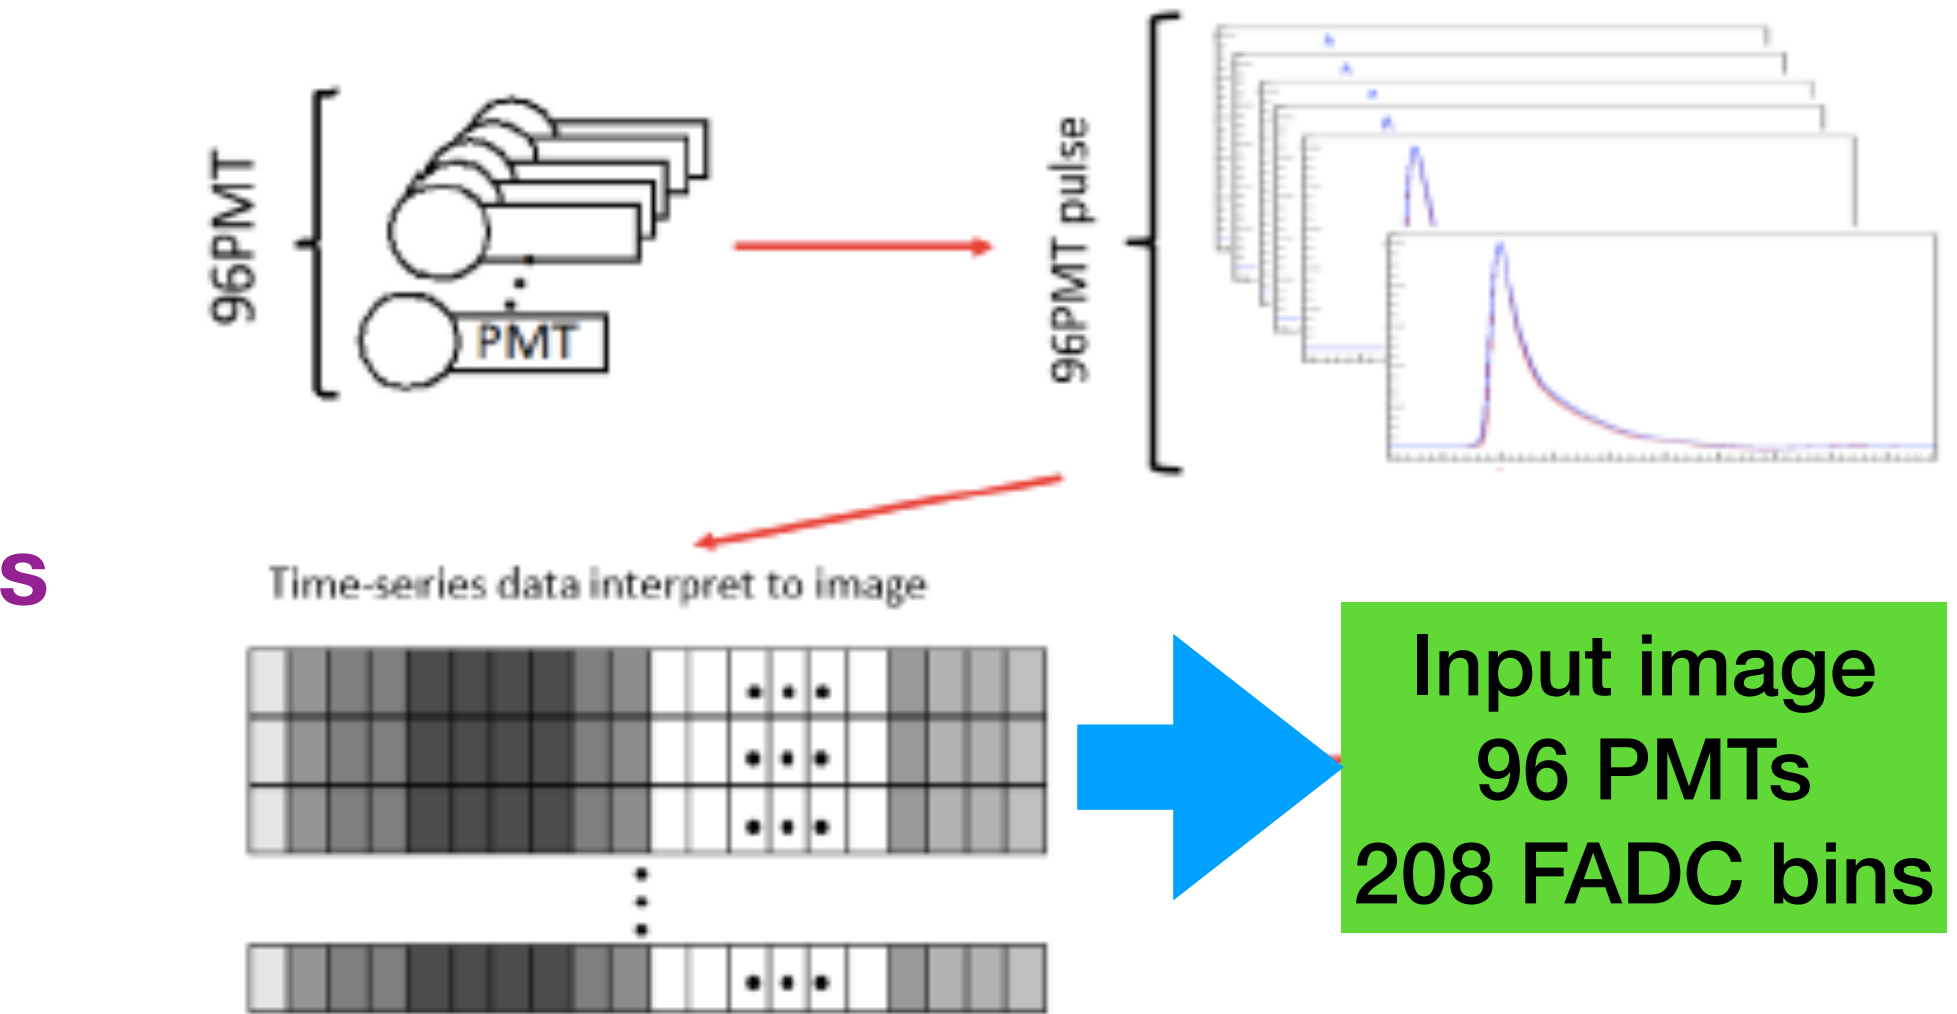 96PMT
PMT
96PMT pulse
s
Time-series data interpret to image
Input image
96 PMTs
208 FADC bins